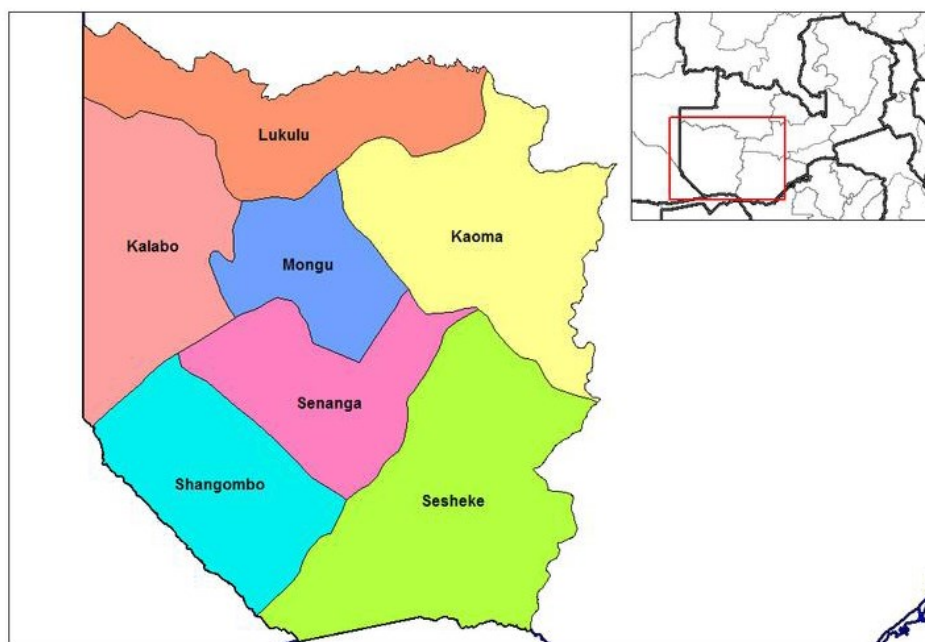 Lukulu
Kaoma
Kalabo
Mongu
Senanga
Shangombo
Sesheke